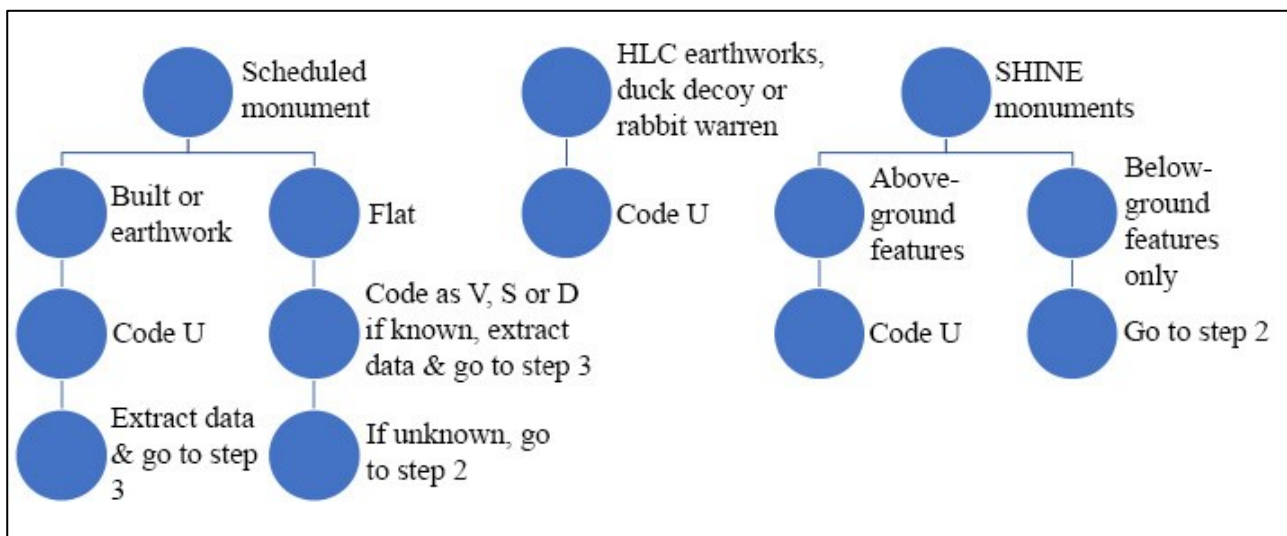 Scheduled
monument
Built or
earthwork
Code U
Extract data
& go to step
3
Flat
Code as V, S or D
if known, extract
data & go to step 3
If unknown, go
to step 2
HLC earthworks,
duck decoy or
rabbit warren
Code U
SHINE
monuments
Above-
ground
features
Code U
Below-
ground
features
only
Go to step 2